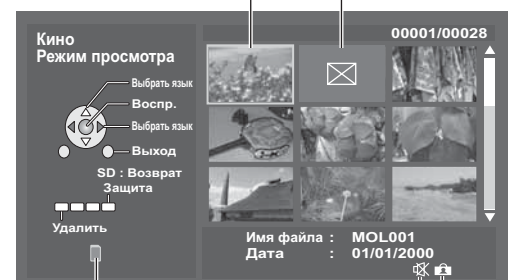 00001/00028
Кино
Режим просмотра
Выбрать язык
Воспр.
Выбрать язык
Выход
SD : Возврат
Защита
Удалить
Имя файла : MOL001
Дата : 01/01/2000